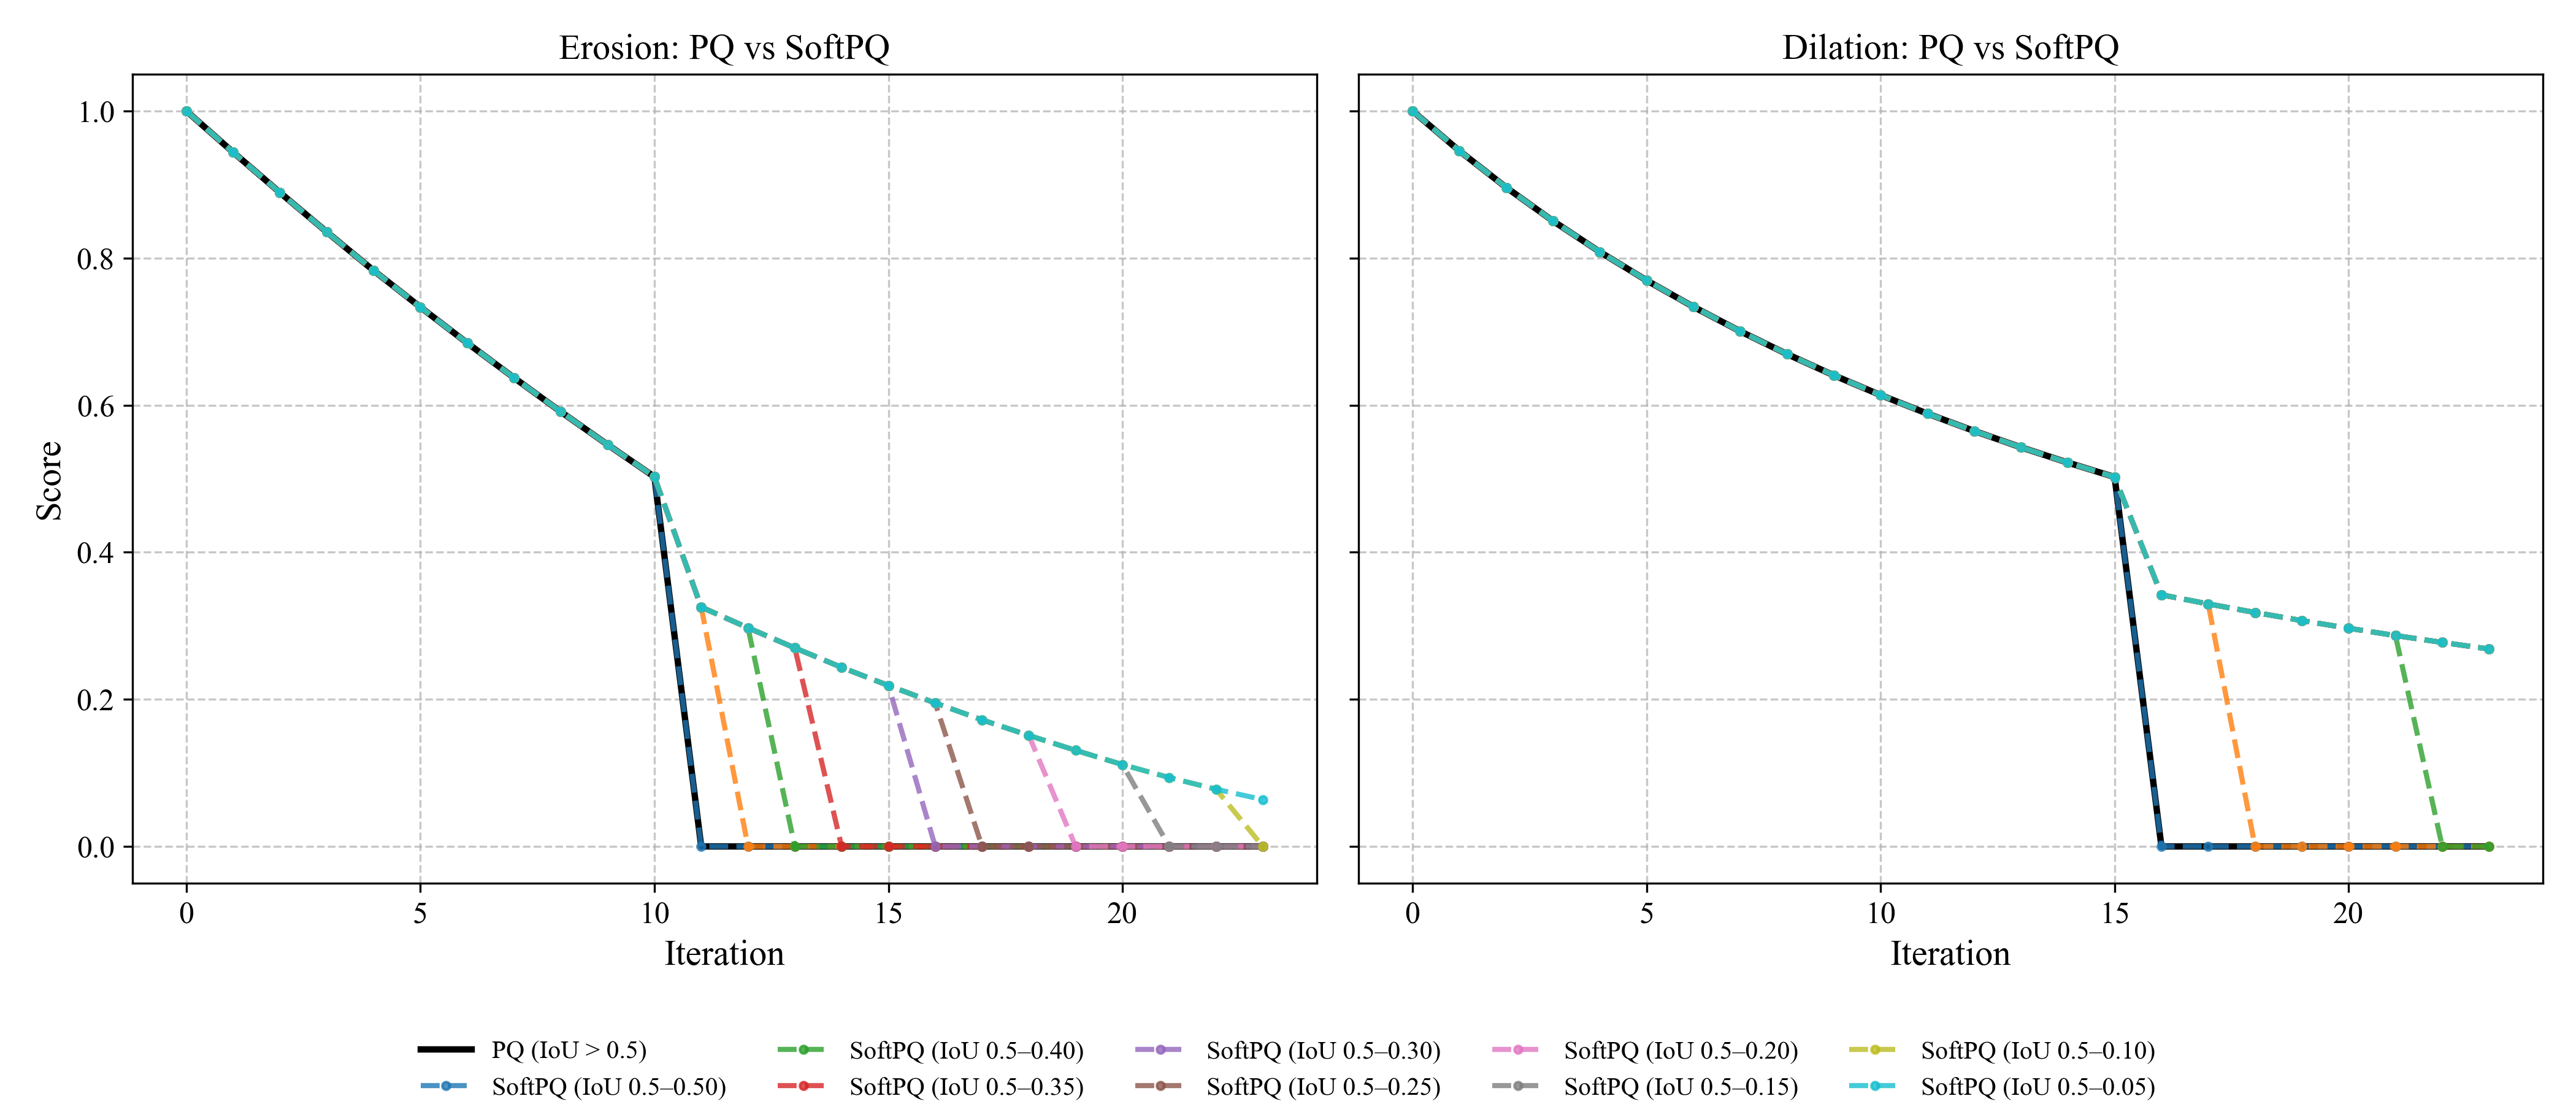 Erosion: PQ vs SoftPQ
Dilation: PQ vs SoftPQ
Score
1.0
0.8
0.6
0.4
0.2
0.0
0 5 10 15 20
0 5 10 15 20
Iteration
Iteration
PQ (IoU > 0.5)
SoftPQ (IoU 0.5–0.50)
SoftPQ (IoU 0.5–0.40)
SoftPQ (IoU 0.5–0.35)
SoftPQ (IoU 0.5–0.30)
SoftPQ (IoU 0.5–0.25)
SoftPQ (IoU 0.5–0.20)
SoftPQ (IoU 0.5–0.15)
SoftPQ (IoU 0.5–0.10)
SoftPQ (IoU 0.5–0.05)